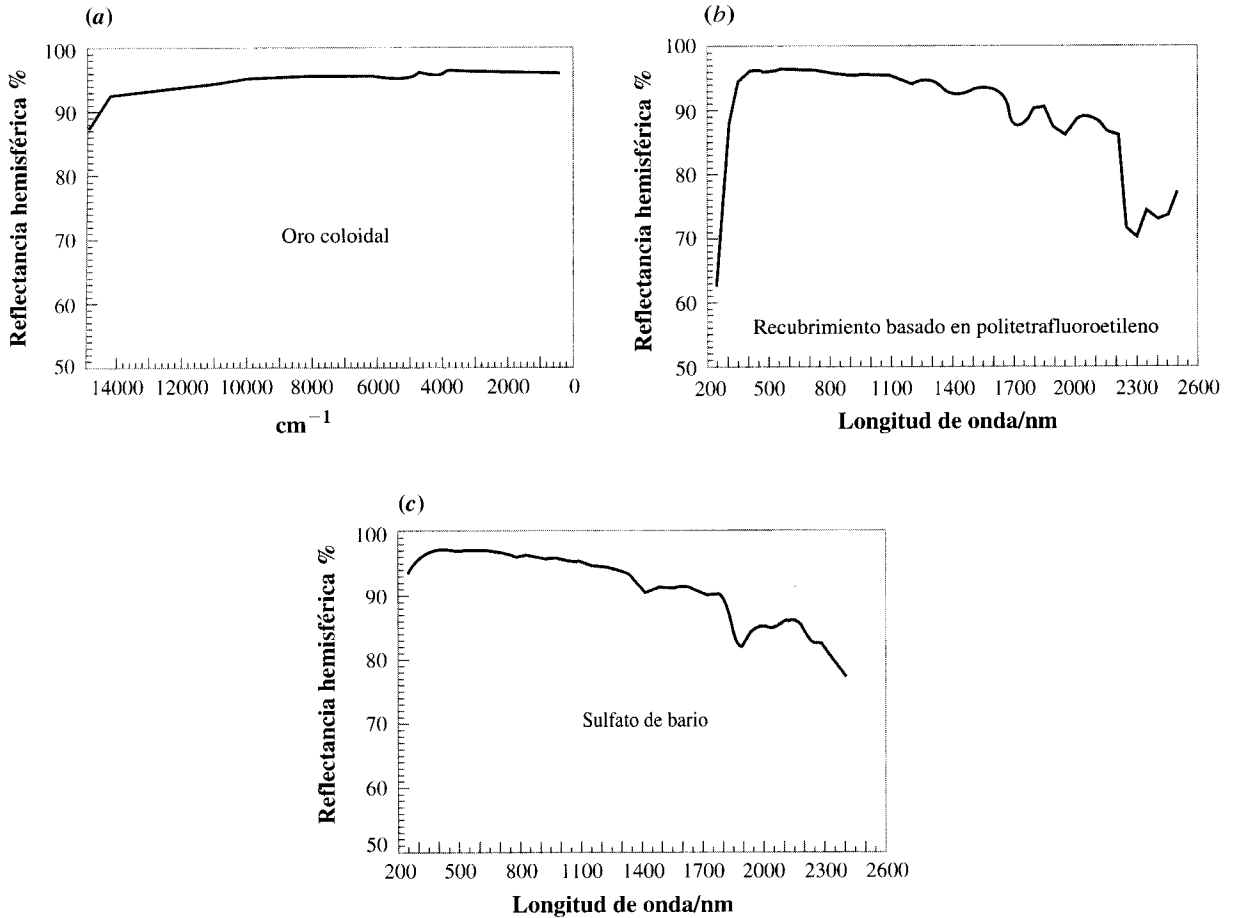 (a)
Reflectancia hemisférica %
100
90
80
70
60
50
Oro coloidal
14000 12000 10000 8000 6000 4000 2000 0
cm−1
(b)
Reflectancia hemisférica %
100
90
80
70
60
50
Recubrimiento basado en politetrafluoroetileno
200 500 800 1100 1400 1700 2000 2300 2600
Longitud de onda/nm
(c)
Reflectancia hemisférica %
100
90
80
70
60
50
Sulfato de bario
200 500 800 1100 1400 1700 2000 2300 2600
Longitud de onda/nm